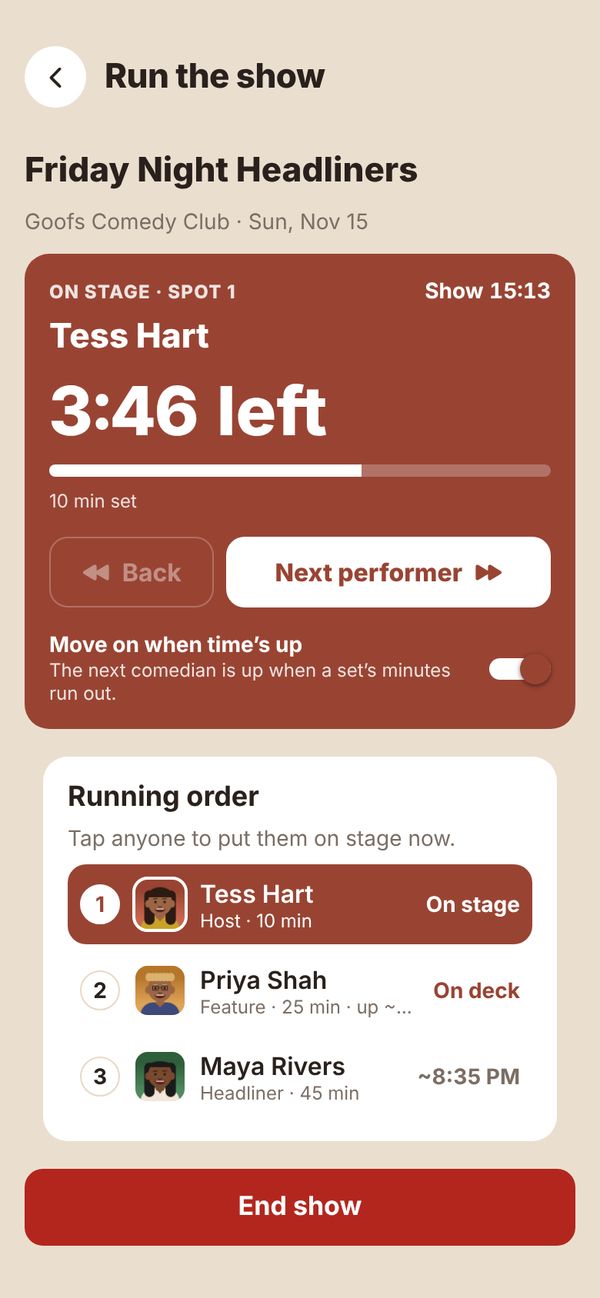 Run the show
Friday Night Headliners
Goofs Comedy Club · Sun, Nov 15
ON STAGE · SPOT 1
Show 15:13
Tess Hart
3:46 left
10 min set
Back
Next performer
Move on when time’s up
The next comedian is up when a set’s minutes
run out.
Running order
Tap anyone to put them on stage now.
1
Tess Hart
Host · 10 min
On stage
2
Priya Shah
Feature · 25 min · up ~…
On deck
3
Maya Rivers
Headliner · 45 min
~8:35 PM
End show